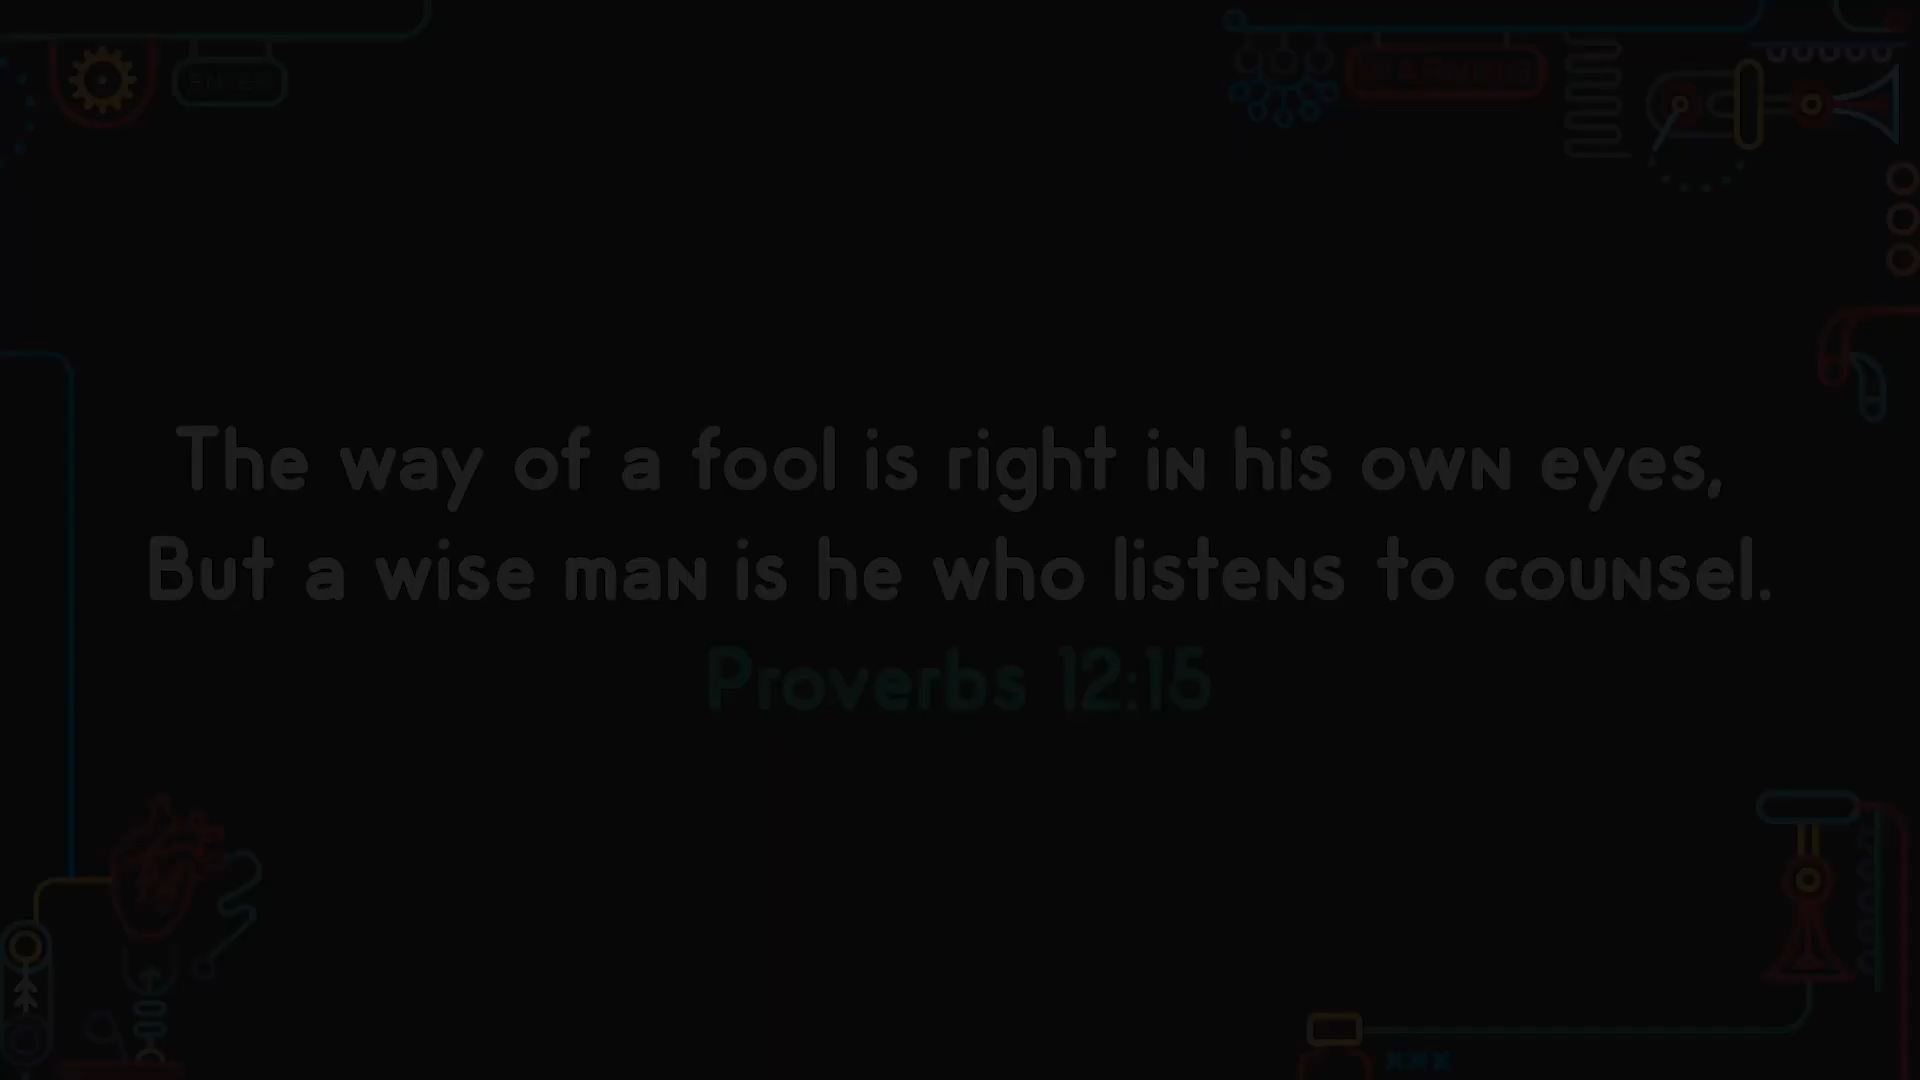 WARNING
The way of a fool is right in his own eyes,
But a wise man is he who listens to counsel.
Proverbs 12:15